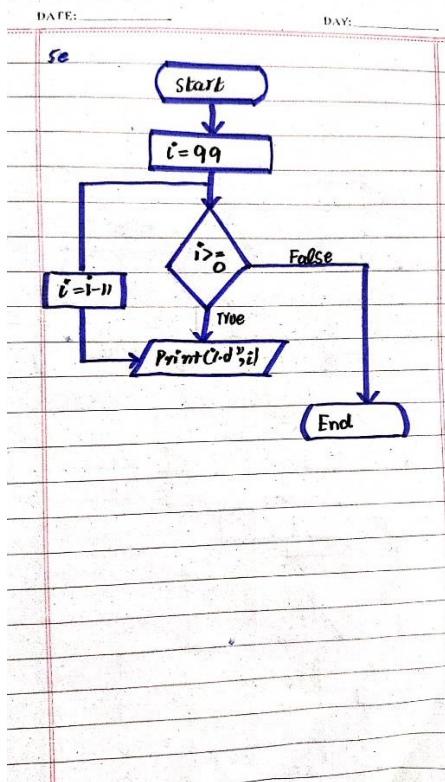 DATE:
DAY:
5e
start
i=99
i>=
0
False
i=i-11
True
Print("%d",i)
End